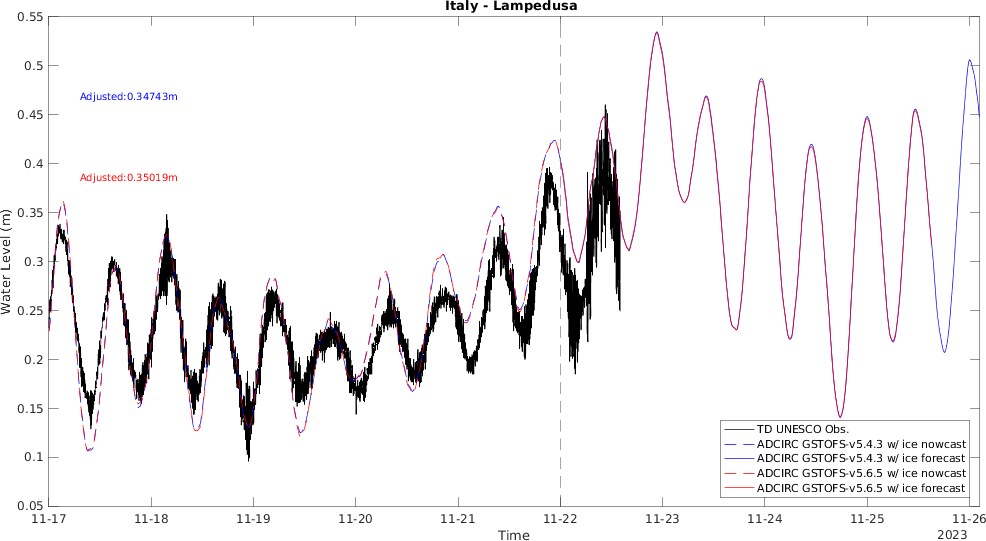 Italy - Lampedusa
0.55
0.5
0.45
0.4
0.35
0.3
0.25
0.2
0.15
0.1
0.05
Water Level (m)
Adjusted:0.34743m
Adjusted:0.35019m
TD UNESCO Obs.
ADCIRC GSTOFS-v5.4.3 w/ ice nowcast
ADCIRC GSTOFS-v5.4.3 w/ ice forecast
ADCIRC GSTOFS-v5.6.5 w/ ice nowcast
ADCIRC GSTOFS-v5.6.5 w/ ice forecast
11-17 11-18 11-19 11-20 11-21 11-22 11-23 11-24 11-25 11-26
Time
2023